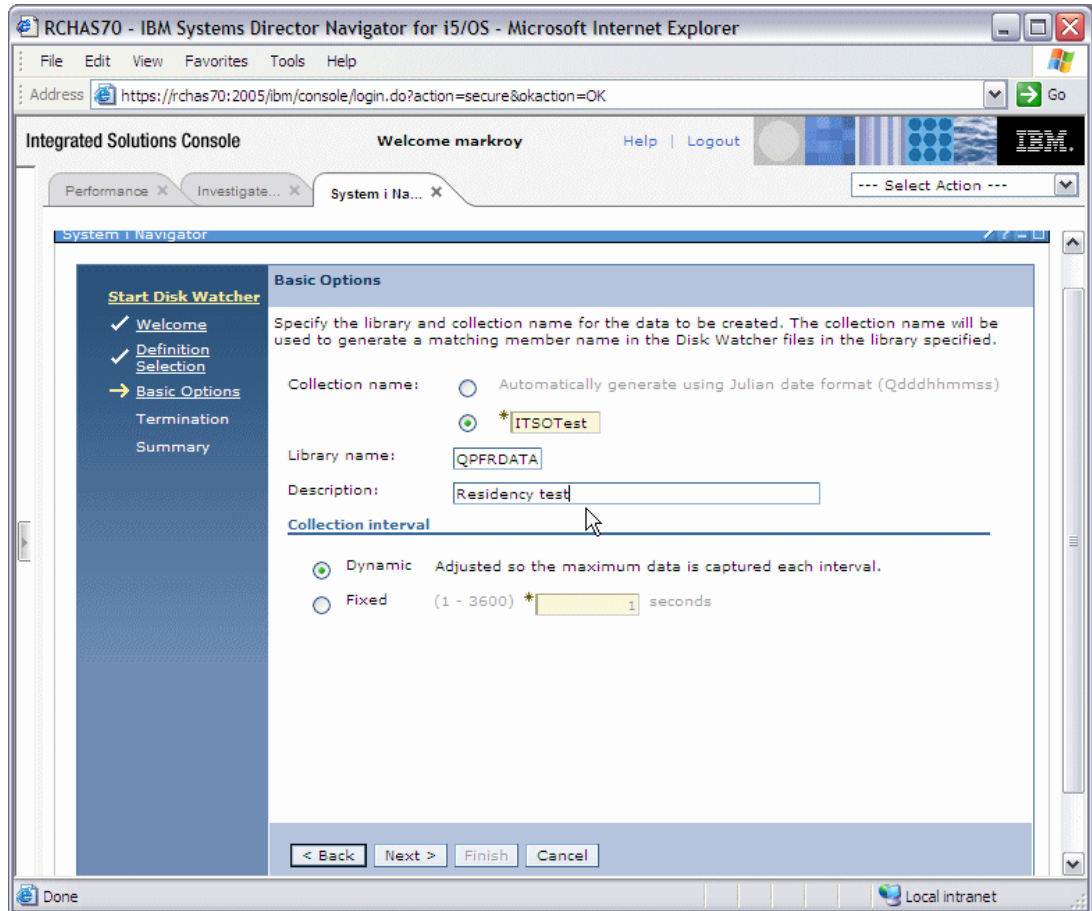 RCHAS70 - IBM Systems Director Navigator for i5/OS - Microsoft Internet Explorer
File Edit View Favorites Tools Help
Address https://rchas70:2005/ibm/console/login.do?action=secure&okaction=OK Go
Integrated Solutions Console Welcome markroy Help | Logout IBM.
Performance Investigate... System i Na... --- Select Action ---
System i Navigator
Start Disk Watcher
Welcome
Definition
Selection
Basic Options
Termination
Summary
Basic Options
Specify the library and collection name for the data to be created. The collection name will be
used to generate a matching member name in the Disk Watcher files in the library specified.
Collection name: Automatically generate using Julian date format (Qdddhhmmss)
* ITSOTest
Library name: QPFRDATA
Description: Residency test
Collection interval
Dynamic Adjusted so the maximum data is captured each interval.
Fixed (1 - 3600) * 1 seconds
< Back Next > Finish Cancel
Done Local intranet